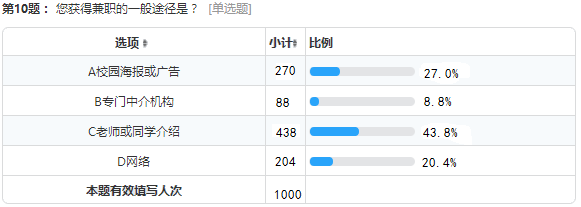 第10题： 您获得兼职的一般途径是？ [单选题]
选项 小计 比例
A校园海报或广告 270 27.0%
B专门中介机构 88 8.8%
C老师或同学介绍 438 43.8%
D网络 204 20.4%
本题有效填写人次 1000